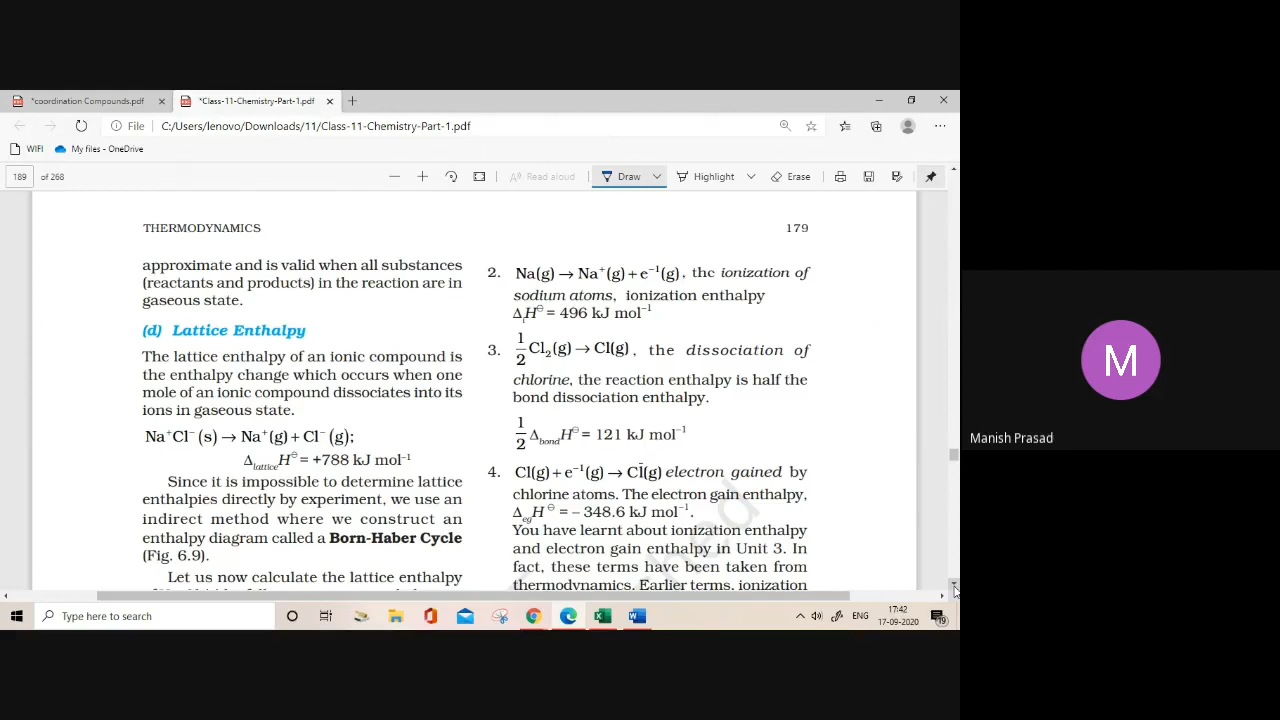 *coordination Compounds.pdf
*Class-11-Chemistry-Part-1.pdf
File C:/Users/lenovo/Downloads/11/Class-11-Chemistry-Part-1.pdf
WIFI My files - OneDrive
189 of 268 Read aloud Draw Highlight Erase
THERMODYNAMICS 179
approximate and is valid when all substances
(reactants and products) in the reaction are in
gaseous state.
(d) Lattice Enthalpy
The lattice enthalpy of an ionic compound is
the enthalpy change which occurs when one
mole of an ionic compound dissociates into its
ions in gaseous state.
Na⁺Cl⁻(s) → Na⁺(g) + Cl⁻(g);
Δ_lattice H^⊖ = +788 kJ mol⁻¹
Since it is impossible to determine lattice
enthalpies directly by experiment, we use an
indirect method where we construct an
enthalpy diagram called a Born-Haber Cycle
(Fig. 6.9).
Let us now calculate the lattice enthalpy
2. Na(g) → Na⁺(g) + e⁻¹(g), the ionization of
sodium atoms, ionization enthalpy
Δ_i H^⊖ = 496 kJ mol⁻¹
3. 1/2 Cl₂(g) → Cl(g), the dissociation of
chlorine, the reaction enthalpy is half the
bond dissociation enthalpy.
1/2 Δ_bond H^⊖ = 121 kJ mol⁻¹
4. Cl(g) + e⁻¹(g) → Cl̄(g) electron gained by
chlorine atoms. The electron gain enthalpy,
Δ_eg H^⊖ = – 348.6 kJ mol⁻¹.
You have learnt about ionization enthalpy
and electron gain enthalpy in Unit 3. In
fact, these terms have been taken from
thermodynamics. Earlier terms, ionization
Type here to search
ENG
17:42
17-09-2020
19
M
Manish Prasad